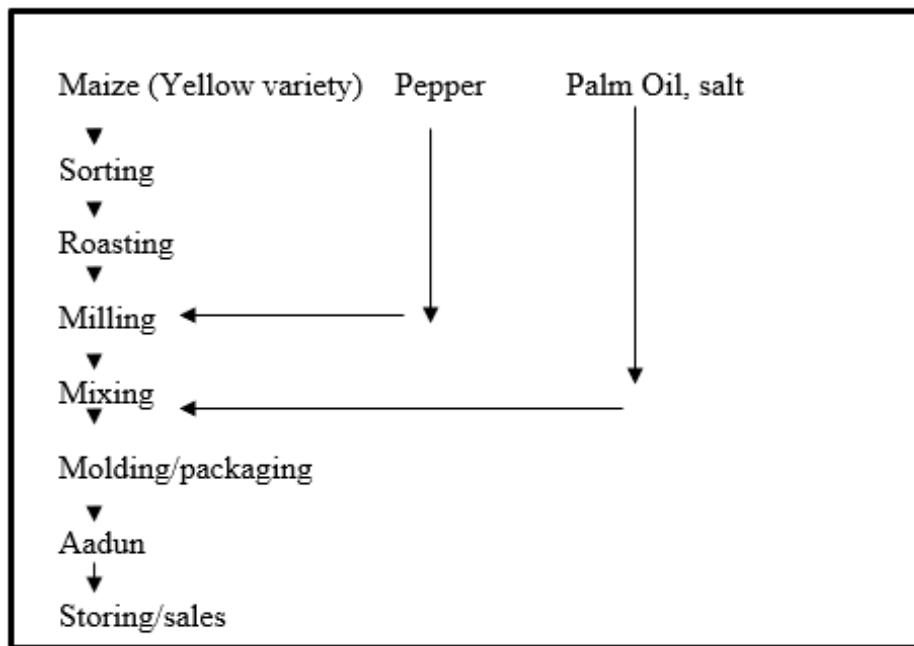 Maize (Yellow variety) Pepper Palm Oil, salt
Sorting
Roasting
Milling
Mixing
Molding/packaging
Aadun
Storing/sales